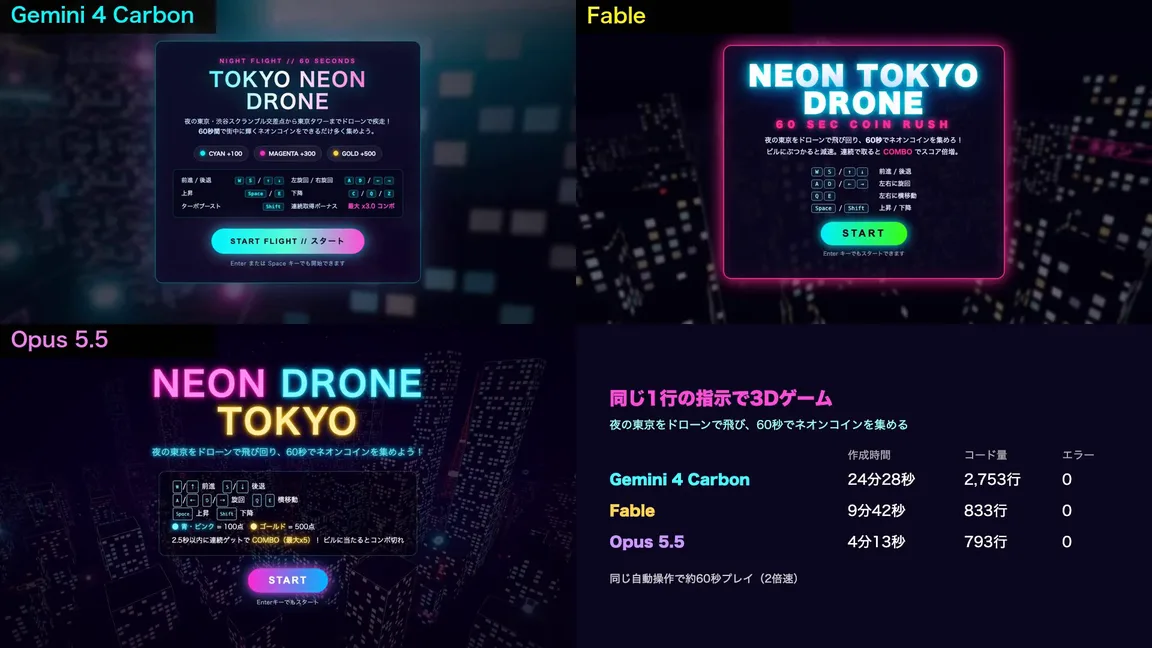 Gemini 4 Carbon
NIGHT FLIGHT // 60 SECONDS
TOKYO NEON
DRONE
夜の東京・渋谷スクランブル交差点から東京タワーまでドローンで疾走！
60秒間で街中に輝くネオンコインをできるだけ多く集めよう。
CYAN +100 MAGENTA +300 GOLD +500
前進 / 後退 W S / ↑ ↓ 左旋回 / 右旋回 A D / ← →
上昇 Space / E 下降 C / Q / Z
ターボブースト Shift 連続取得ボーナス 最大 x3.0 コンボ
START FLIGHT // スタート
Enter または Space キーでも開始できます
Fable
NEON TOKYO
DRONE
60 SEC COIN RUSH
夜の東京をドローンで飛び回り、60秒でネオンコインを集めろ！
ビルにぶつかると減速。連続で取ると COMBO でスコア倍増。
W S / ↑ ↓ 前進 / 後退
A D / ← → 左右に旋回
Q E 左右に横移動
Space / Shift 上昇 / 下降
START
Enter キーでもスタートできます
Opus 5.5
NEON DRONE
TOKYO
夜の東京をドローンで飛び回り、60秒でネオンコインを集めよう！
W / ↑ 前進 S / ↓ 後退
A / ← D / → 旋回 Q E 横移動
Space 上昇 Shift 下降
青・ピンク = 100点 ゴールド = 500点
2.5秒以内に連続ゲットで COMBO（最大x5）！ ビルに当たるとコンボ切れ
START
Enterキーでもスタート
同じ1行の指示で3Dゲーム
夜の東京をドローンで飛び、60秒でネオンコインを集める
作成時間 コード量 エラー
Gemini 4 Carbon 24分28秒 2,753行 0
Fable 9分42秒 833行 0
Opus 5.5 4分13秒 793行 0
同じ自動操作で約60秒プレイ（2倍速）